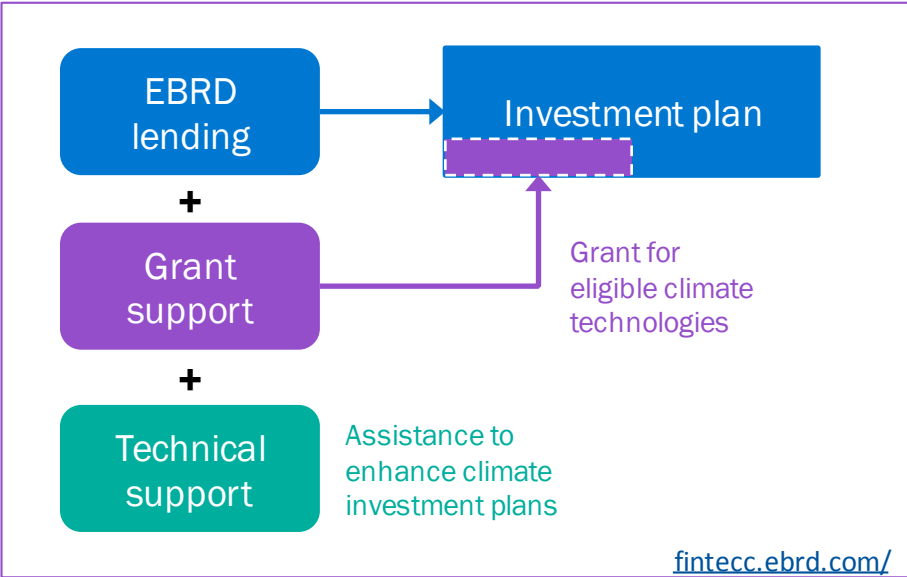 EBRD
lending
Investment plan
+
Grant
support
Grant for
eligible climate
technologies
+
Technical
support
Assistance to
enhance climate
investment plans
fintecc.ebrd.com/